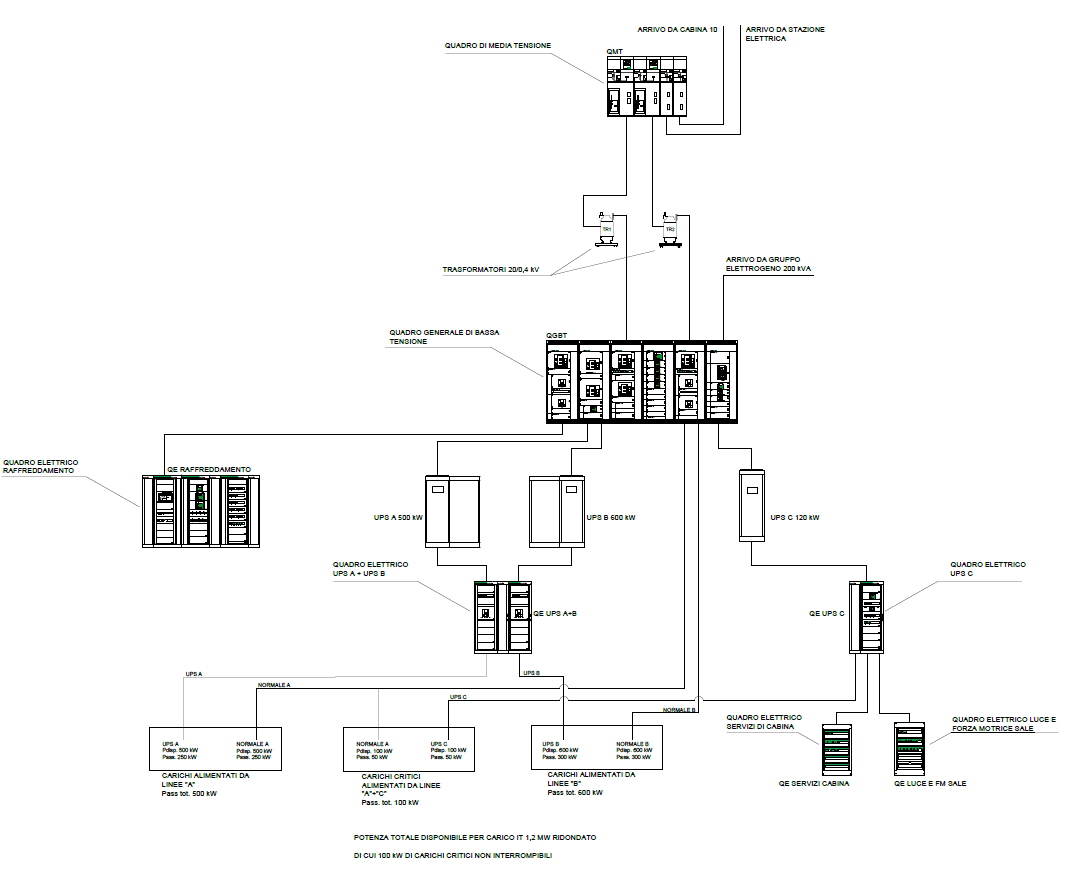 ARRIVO DA CABINA 10
ARRIVO DA STAZIONE
ELETTRICA
QUADRO DI MEDIA TENSIONE
QMT
TR1
TR2
TRASFORMATORI 20/0,4 kV
ARRIVO DA GRUPPO
ELETTROGENO 200 kVA
QUADRO GENERALE DI BASSA
TENSIONE
QGBT
QUADRO ELETTRICO
RAFFREDDAMENTO
QE RAFFREDDAMENTO
UPS A 500 kW
UPS B 600 kW
UPS C 120 kW
QUADRO ELETTRICO
UPS A + UPS B
QE UPS A+B
QUADRO ELETTRICO
UPS C
QE UPS C
UPS A
UPS B
NORMALE A
UPS C
NORMALE B
UPS A
Pdisp. 500 kW
Pass. 250 kW
NORMALE A
Pdisp. 500 kW
Pass. 250 kW
CARICHI ALIMENTATI DA
LINEE "A"
Pass tot. 500 kW
NORMALE A
Pdisp. 100 kW
Pass. 50 kW
UPS C
Pdisp. 100 kW
Pass. 50 kW
CARICHI CRITICI
ALIMENTATI DA LINEE
"A"+"C"
Pass. tot. 100 kW
UPS B
Pdisp. 600 kW
Pass. 300 kW
NORMALE B
Pdisp. 600 kW
Pass. 300 kW
CARICHI ALIMENTATI DA
LINEE "B"
Pass tot. 600 kW
QUADRO ELETTRICO
SERVIZI DI CABINA
QE SERVIZI CABINA
QUADRO ELETTRICO LUCE E
FORZA MOTRICE SALE
QE LUCE E FM SALE
POTENZA TOTALE DISPONIBILE PER CARICO IT 1,2 MW RIDONDATO
DI CUI 100 kW DI CARICHI CRITICI NON INTERROMPIBILI